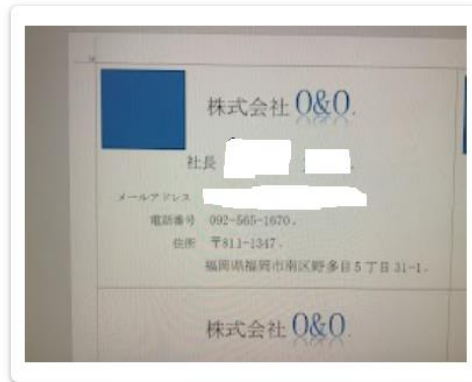 株式会社 O&O.
社長
メールアドレス
電話番号 092-565-1670.
住所 〒811-1347.
福岡県福岡市南区野多目5丁目31-1.
株式会社 O&O.